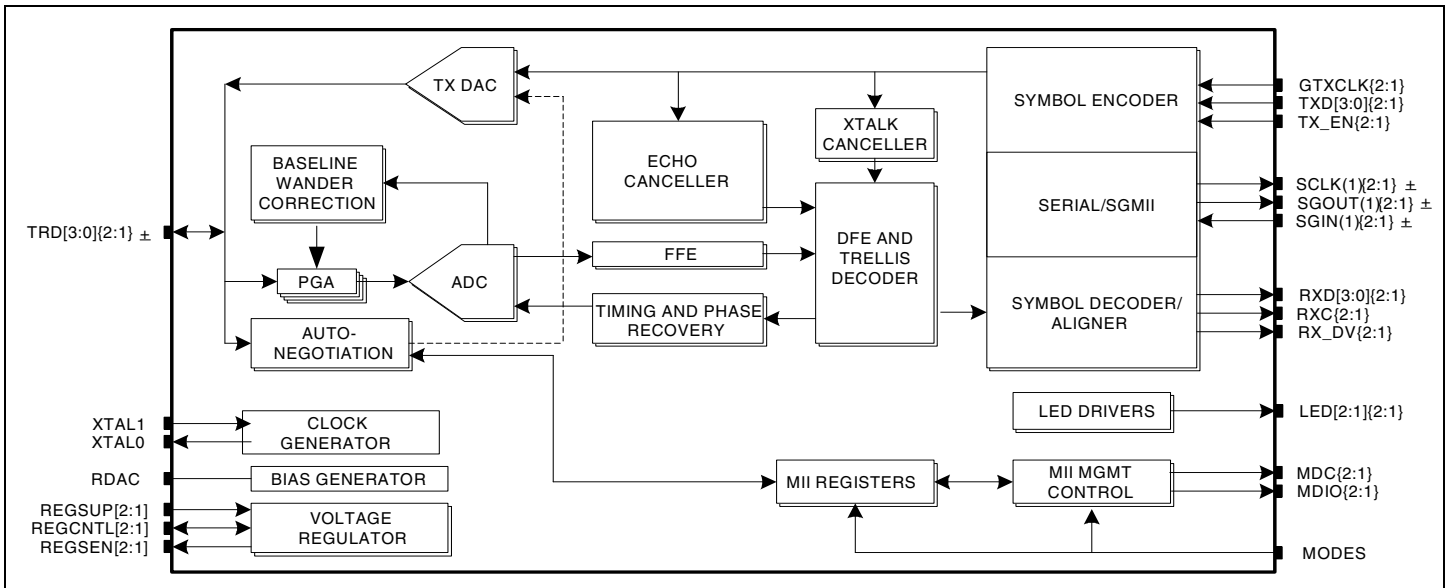 TX DAC
BASELINE
WANDER
CORRECTION
PGA
ADC
AUTO-
NEGOTIATION
ECHO
CANCELLER
XTALK
CANCELLER
FFE
TIMING AND PHASE
RECOVERY
DFE AND
TRELLIS
DECODER
SYMBOL ENCODER
SERIAL/SGMII
SYMBOL DECODER/
ALIGNER
LED DRIVERS
MII REGISTERS
MII MGMT
CONTROL
CLOCK
GENERATOR
BIAS GENERATOR
VOLTAGE
REGULATOR
TRD[3:0]{2:1} ±
XTAL1
XTAL0
RDAC
REGSUP[2:1]
REGCNTL[2:1]
REGSEN[2:1]
GTXCLK{2:1}
TXD[3:0]{2:1}
TX_EN{2:1}
SCLK(1){2:1} ±
SGOUT(1){2:1} ±
SGIN(1){2:1} ±
RXD[3:0]{2:1}
RXC{2:1}
RX_DV{2:1}
LED[2:1]{2:1}
MDC{2:1}
MDIO{2:1}
MODES